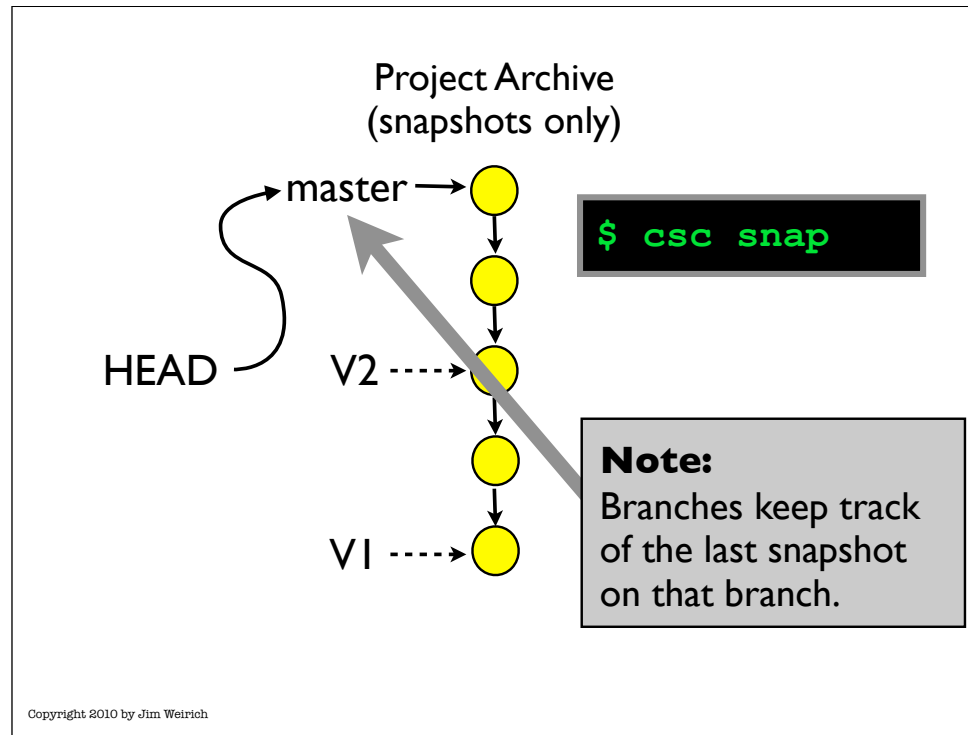 Project Archive
(snapshots only)
master
$ csc snap
HEAD
V2
Note:
Branches keep track
of the last snapshot
on that branch.
V1
Copyright 2010 by Jim Weirich